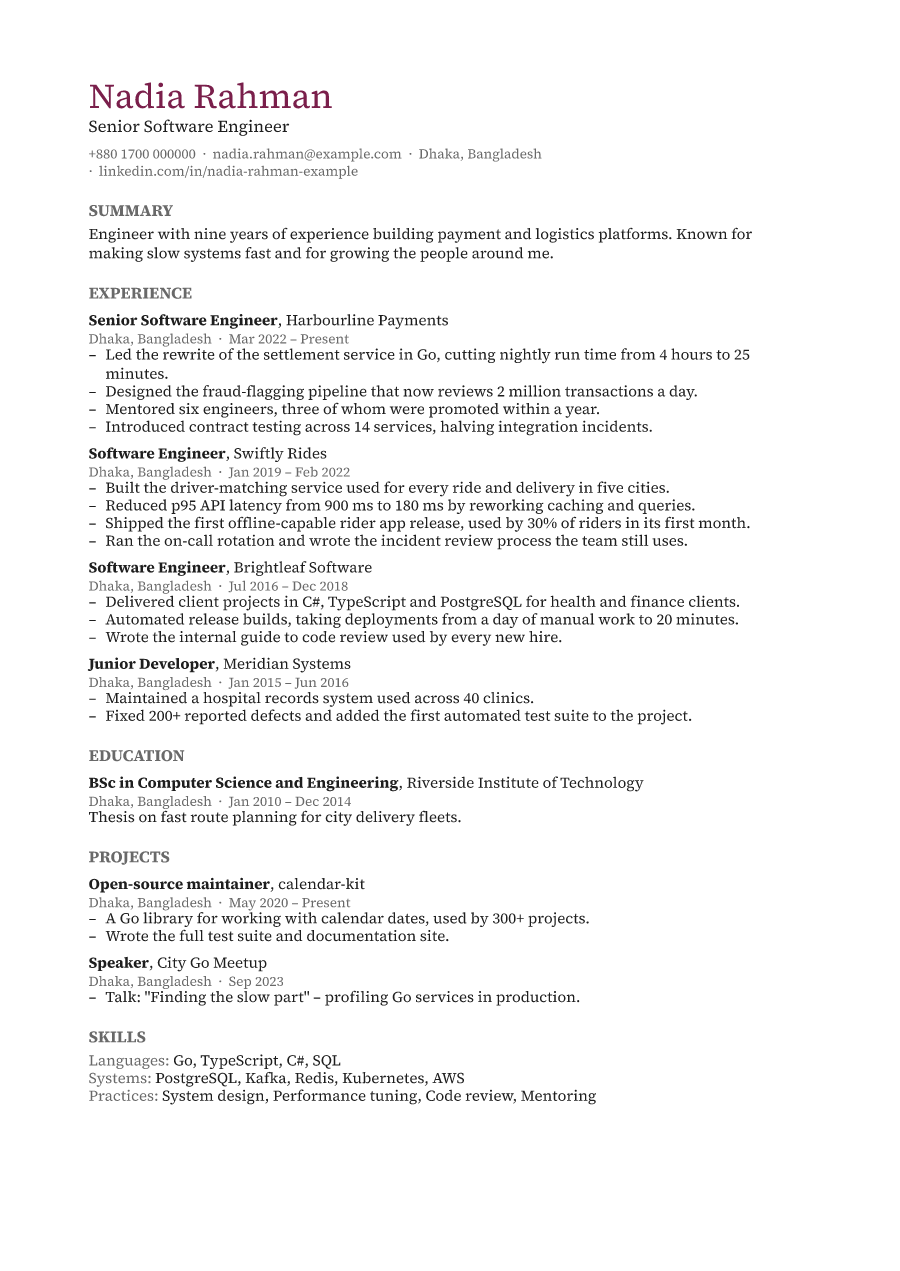 Nadia Rahman
Senior Software Engineer
+880 1700 000000 · nadia.rahman@example.com · Dhaka, Bangladesh
· linkedin.com/in/nadia-rahman-example
SUMMARY
Engineer with nine years of experience building payment and logistics platforms. Known for
making slow systems fast and for growing the people around me.
EXPERIENCE
Senior Software Engineer, Harbourline Payments
Dhaka, Bangladesh · Mar 2022 – Present
– Led the rewrite of the settlement service in Go, cutting nightly run time from 4 hours to 25
minutes.
– Designed the fraud-flagging pipeline that now reviews 2 million transactions a day.
– Mentored six engineers, three of whom were promoted within a year.
– Introduced contract testing across 14 services, halving integration incidents.
Software Engineer, Swiftly Rides
Dhaka, Bangladesh · Jan 2019 – Feb 2022
– Built the driver-matching service used for every ride and delivery in five cities.
– Reduced p95 API latency from 900 ms to 180 ms by reworking caching and queries.
– Shipped the first offline-capable rider app release, used by 30% of riders in its first month.
– Ran the on-call rotation and wrote the incident review process the team still uses.
Software Engineer, Brightleaf Software
Dhaka, Bangladesh · Jul 2016 – Dec 2018
– Delivered client projects in C#, TypeScript and PostgreSQL for health and finance clients.
– Automated release builds, taking deployments from a day of manual work to 20 minutes.
– Wrote the internal guide to code review used by every new hire.
Junior Developer, Meridian Systems
Dhaka, Bangladesh · Jan 2015 – Jun 2016
– Maintained a hospital records system used across 40 clinics.
– Fixed 200+ reported defects and added the first automated test suite to the project.
EDUCATION
BSc in Computer Science and Engineering, Riverside Institute of Technology
Dhaka, Bangladesh · Jan 2010 – Dec 2014
Thesis on fast route planning for city delivery fleets.
PROJECTS
Open-source maintainer, calendar-kit
Dhaka, Bangladesh · May 2020 – Present
– A Go library for working with calendar dates, used by 300+ projects.
– Wrote the full test suite and documentation site.
Speaker, City Go Meetup
Dhaka, Bangladesh · Sep 2023
– Talk: "Finding the slow part" – profiling Go services in production.
SKILLS
Languages: Go, TypeScript, C#, SQL
Systems: PostgreSQL, Kafka, Redis, Kubernetes, AWS
Practices: System design, Performance tuning, Code review, Mentoring